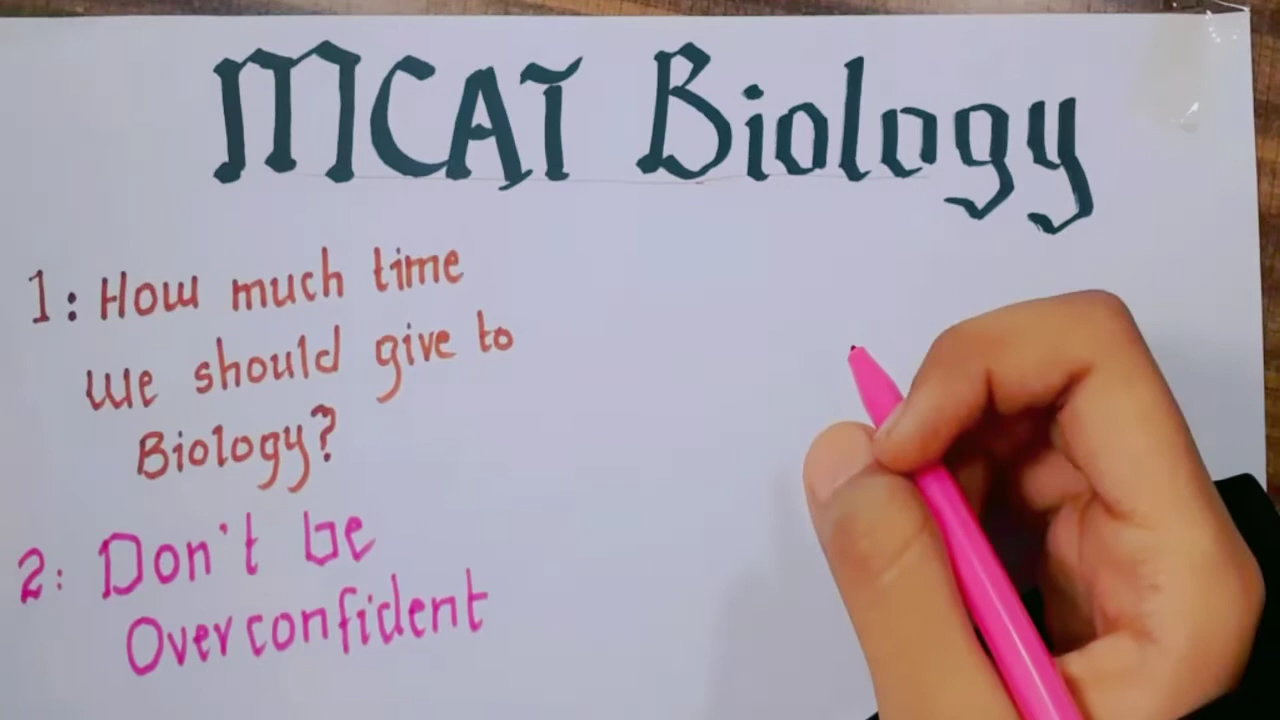 MCAT Biology
1: How much time
We should give to
Biology?
2: Don't be
Overconfident